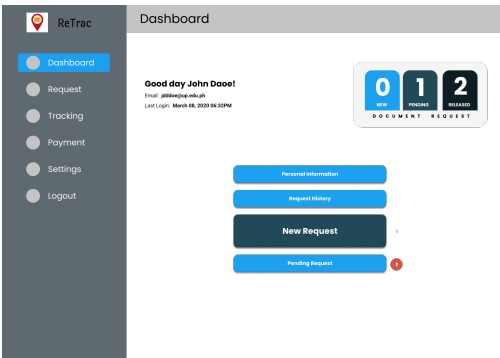 ReTrac
Dashboard
Dashboard
Request
Tracking
Payment
Settings
Logout
Good day John Daoe!
Email: jddoe@up.edu.ph
Last Login: March 08, 2020 06:32PM
0 1 2
NEW PENDING RELEASED
DOCUMENT REQUEST
Personal Information
Request History
New Request
Pending Request